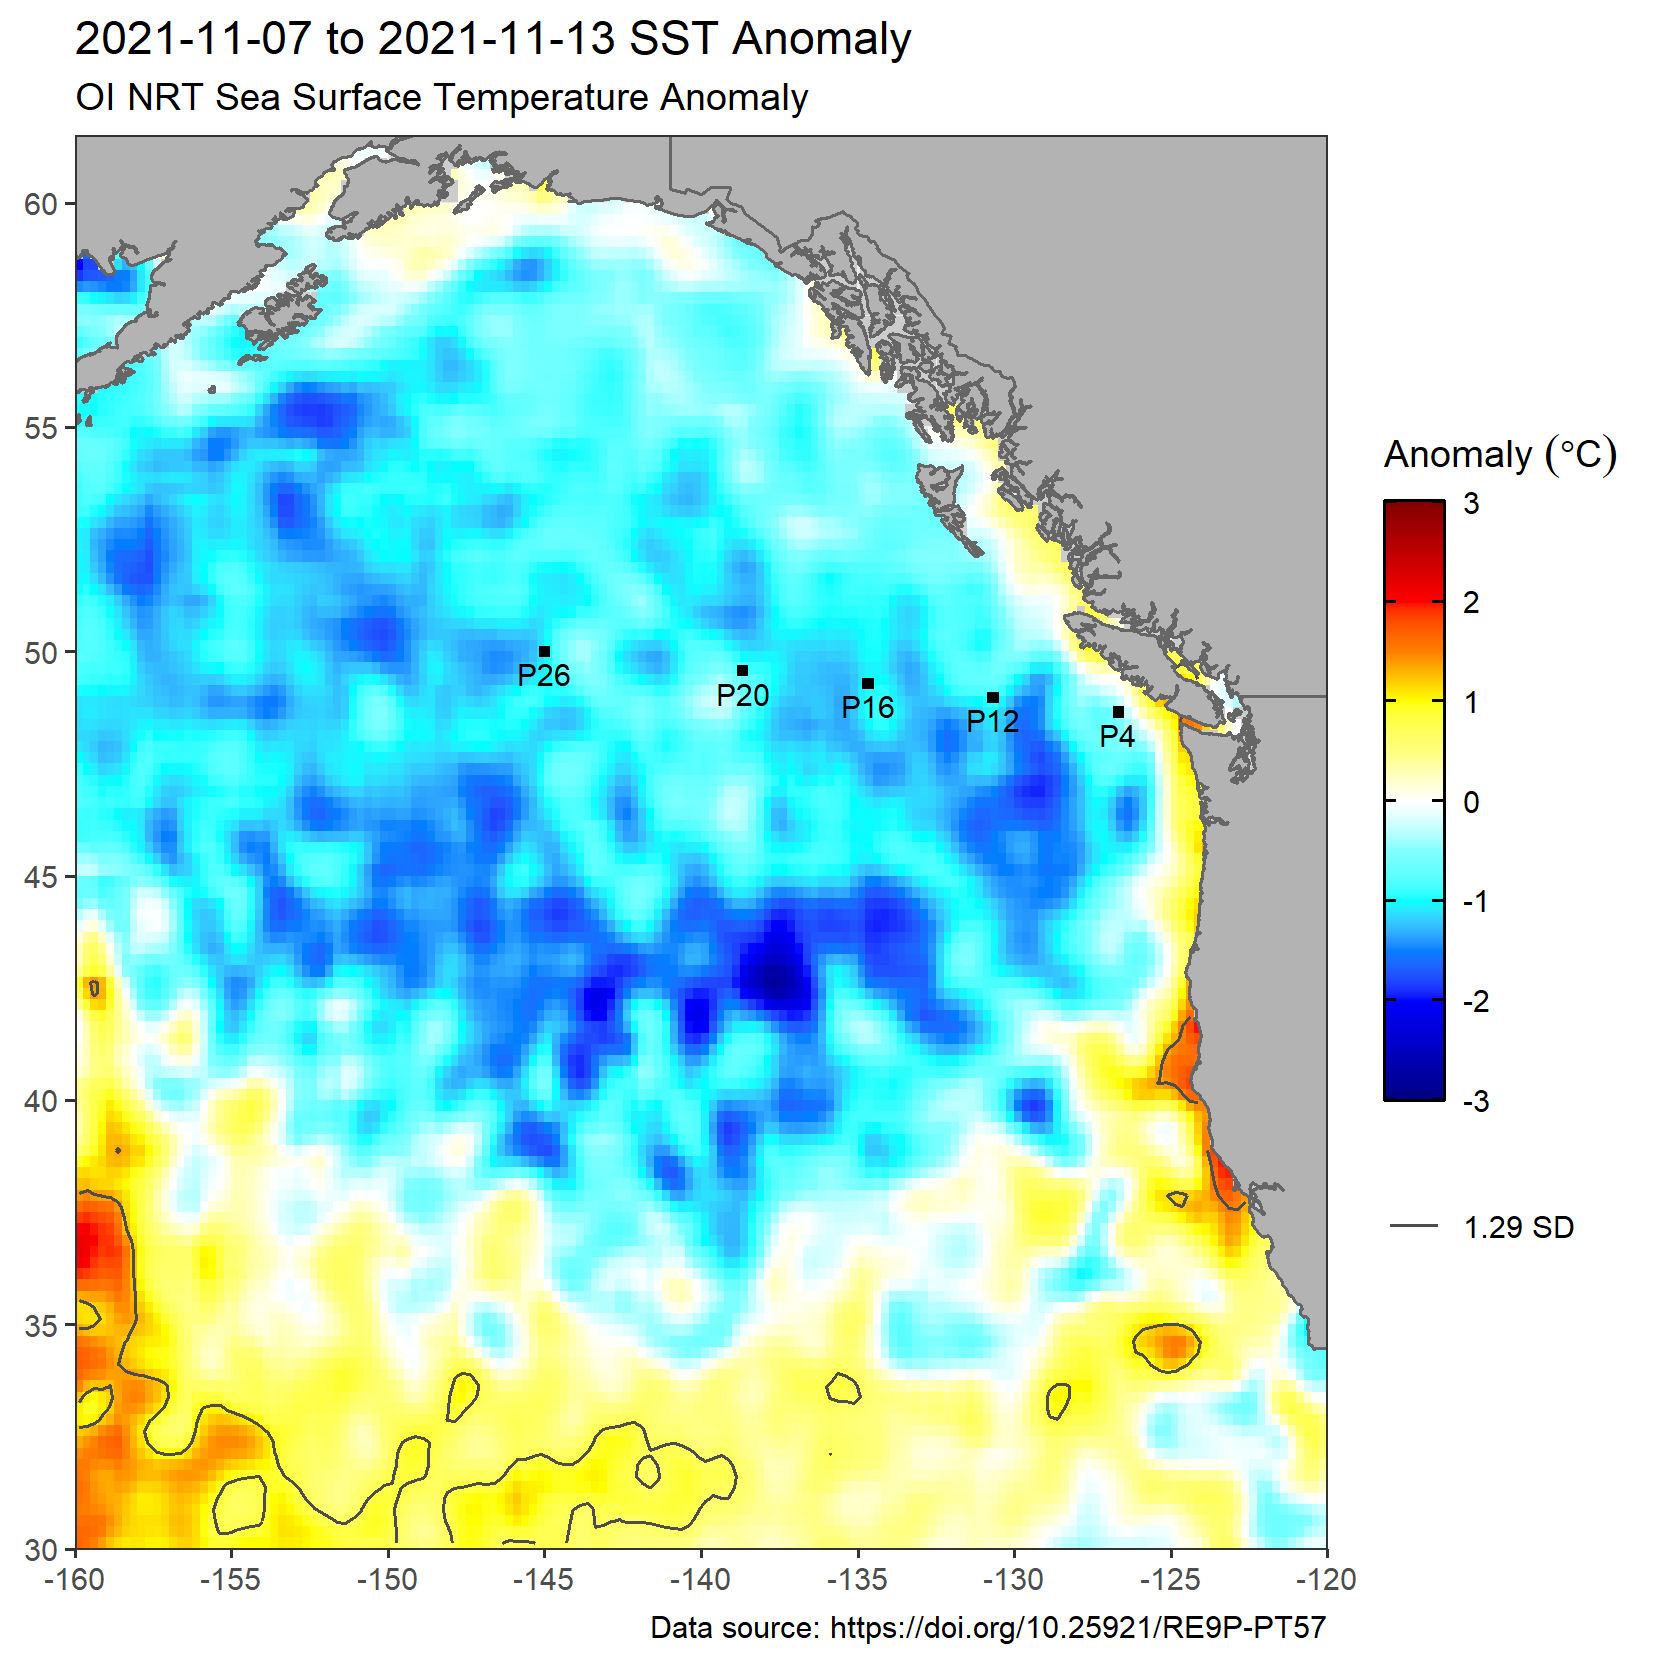 2021-11-07 to 2021-11-13 SST Anomaly
OI NRT Sea Surface Temperature Anomaly
60
55
50
45
40
35
30
-160
-155
-150
-145
-140
-135
-130
-125
-120
P26
P20
P16
P12
P4
Anomaly (°C)
3
2
1
0
-1
-2
-3
1.29 SD
Data source: https://doi.org/10.25921/RE9P-PT57